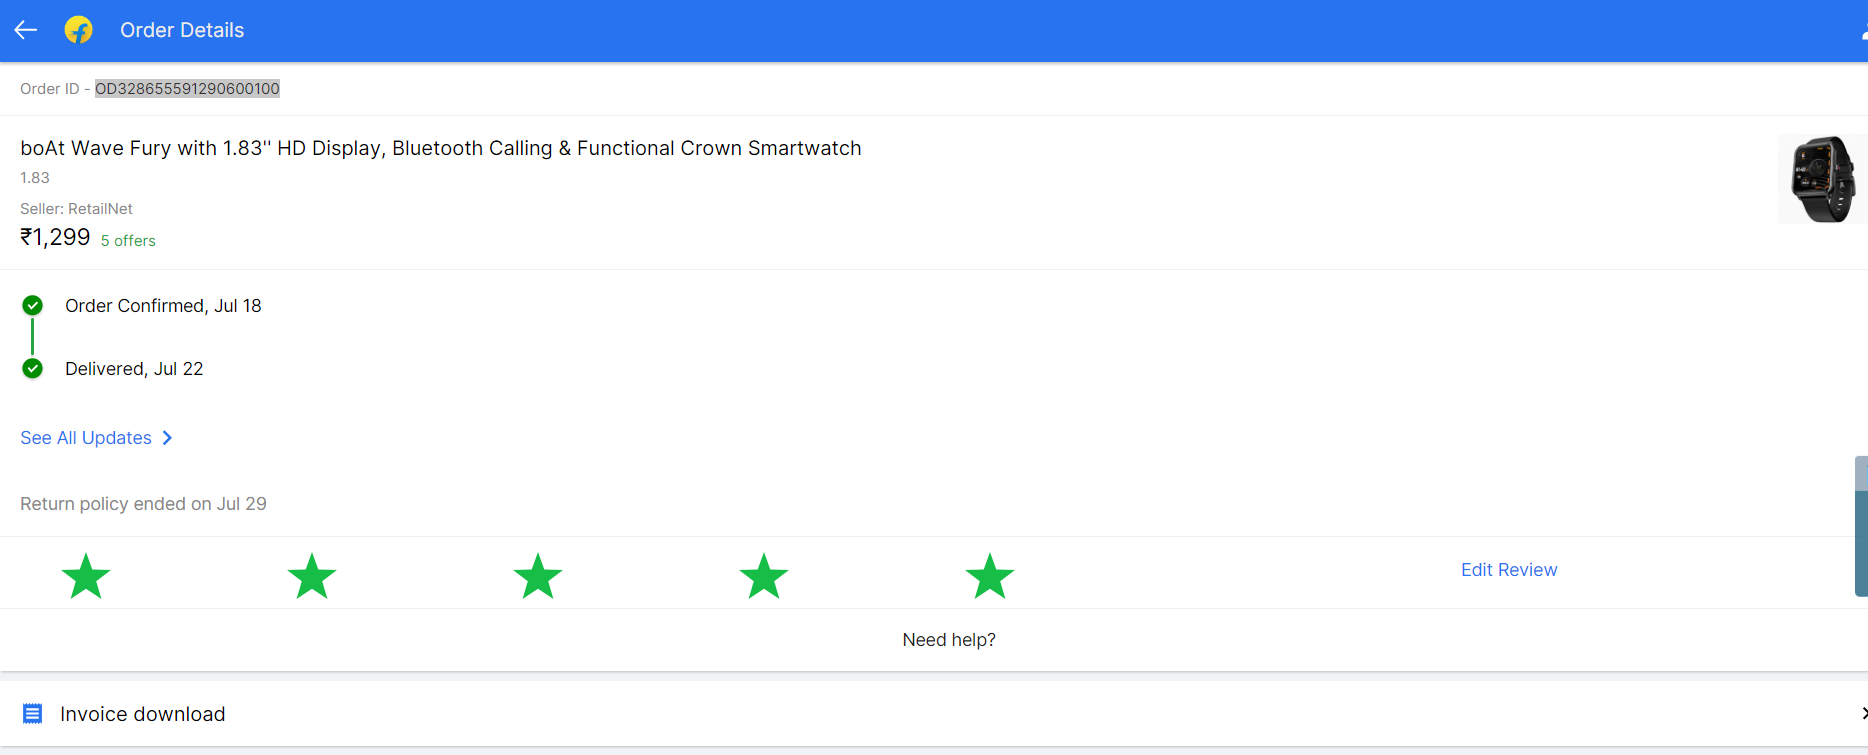 Order Details
Order ID - OD328655591290600100
boAt Wave Fury with 1.83'' HD Display, Bluetooth Calling & Functional Crown Smartwatch
1.83
Seller: RetailNet
₹1,299 5 offers
Order Confirmed, Jul 18
Delivered, Jul 22
See All Updates
Return policy ended on Jul 29
Edit Review
Need help?
Invoice download